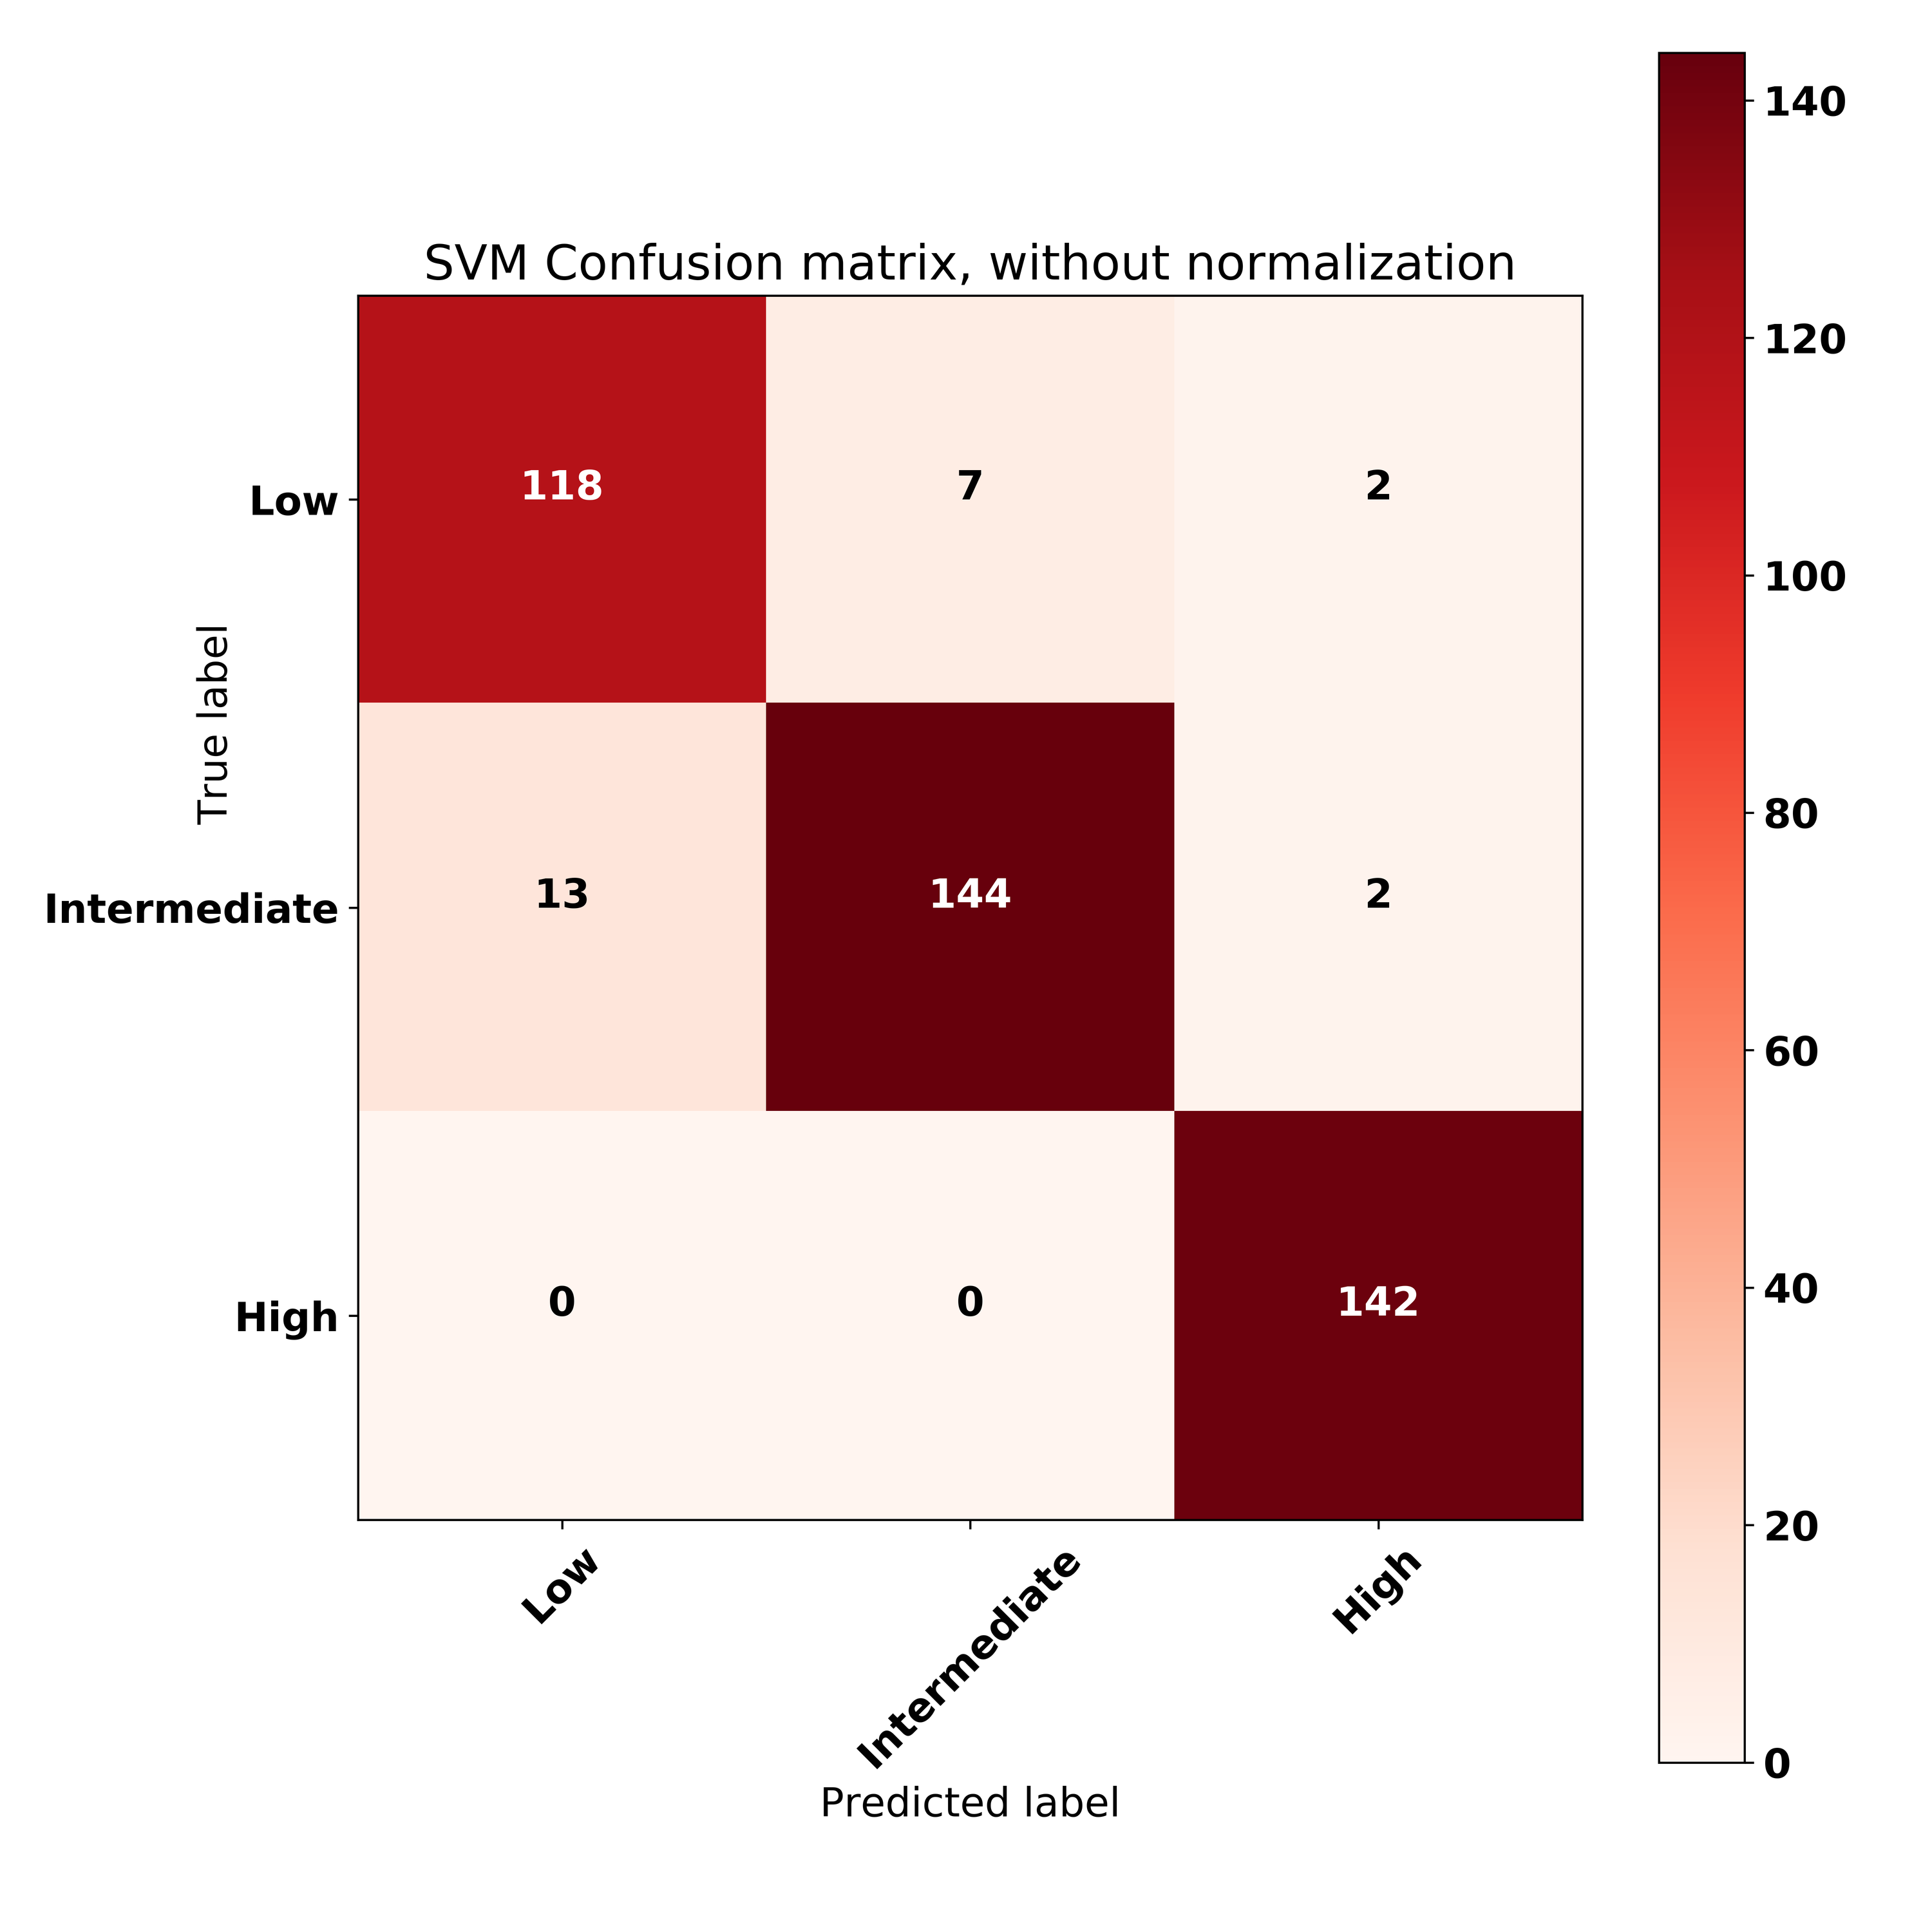 SVM Confusion matrix, without normalization
True label
Low
118
7
2
Intermediate
13
144
2
High
0
0
142
Low
Intermediate
High
Predicted label
140
120
100
80
60
40
20
0